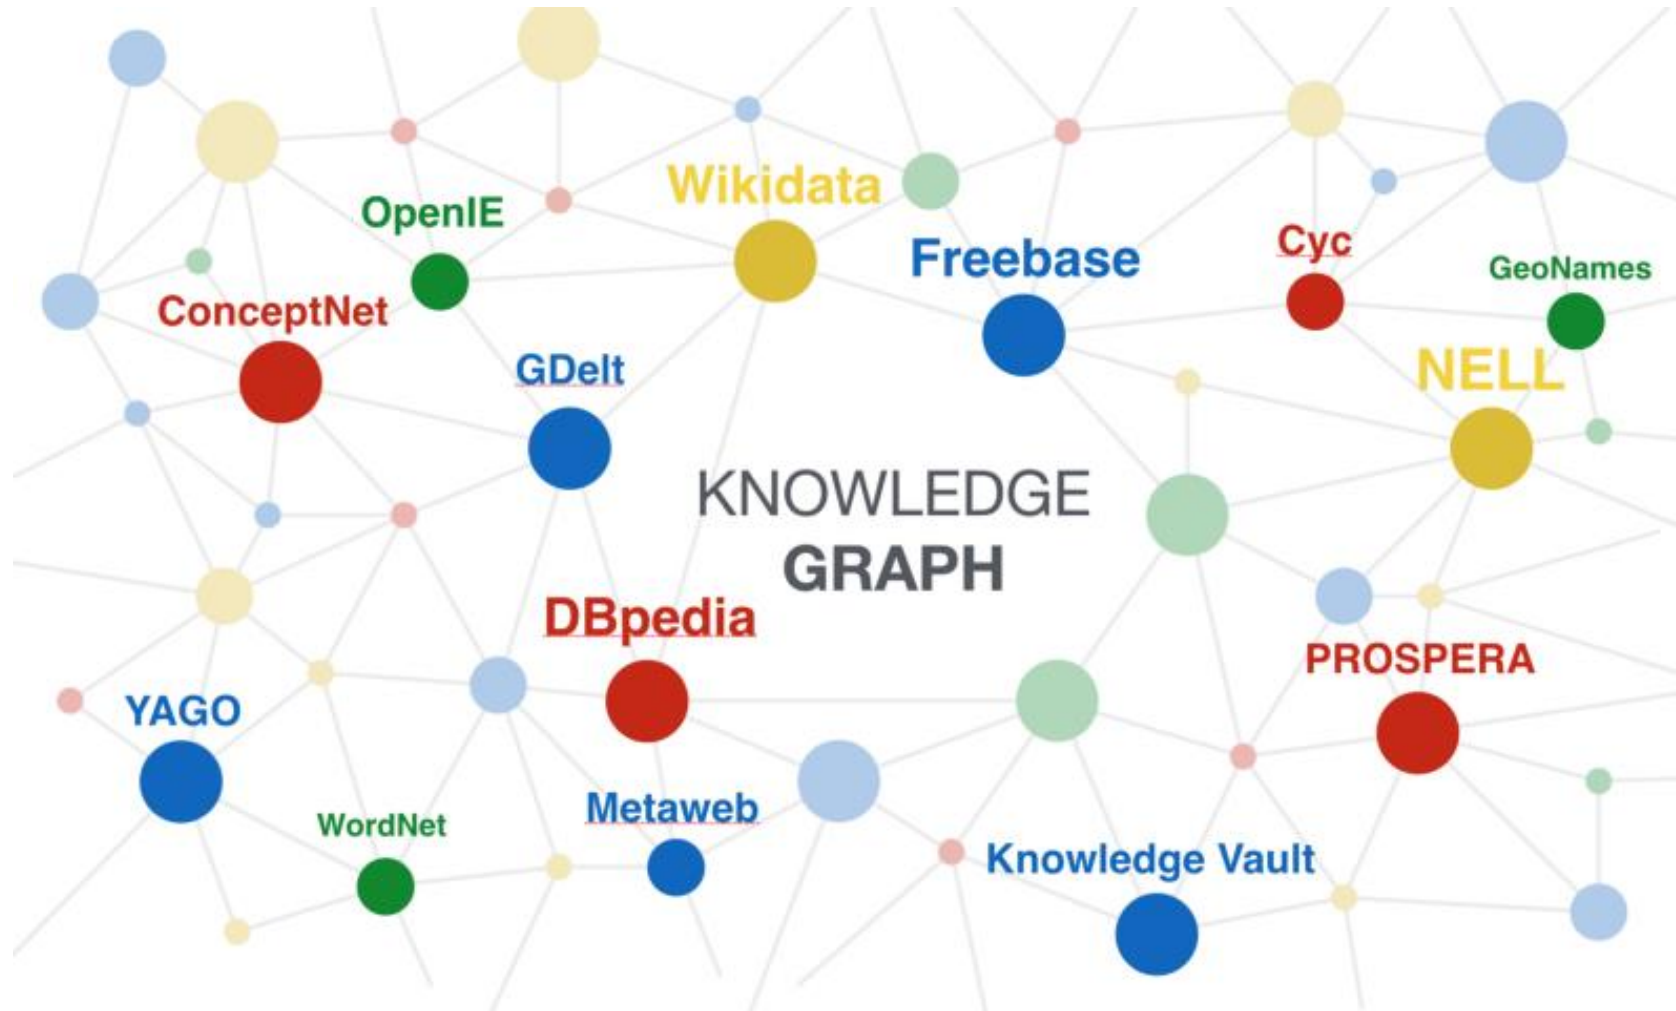 Wikidata
OpenIE
Cyc
Freebase
GeoNames
ConceptNet
GDelt
NELL
KNOWLEDGE
GRAPH
DBpedia
PROSPERA
YAGO
Metaweb
WordNet
Knowledge Vault